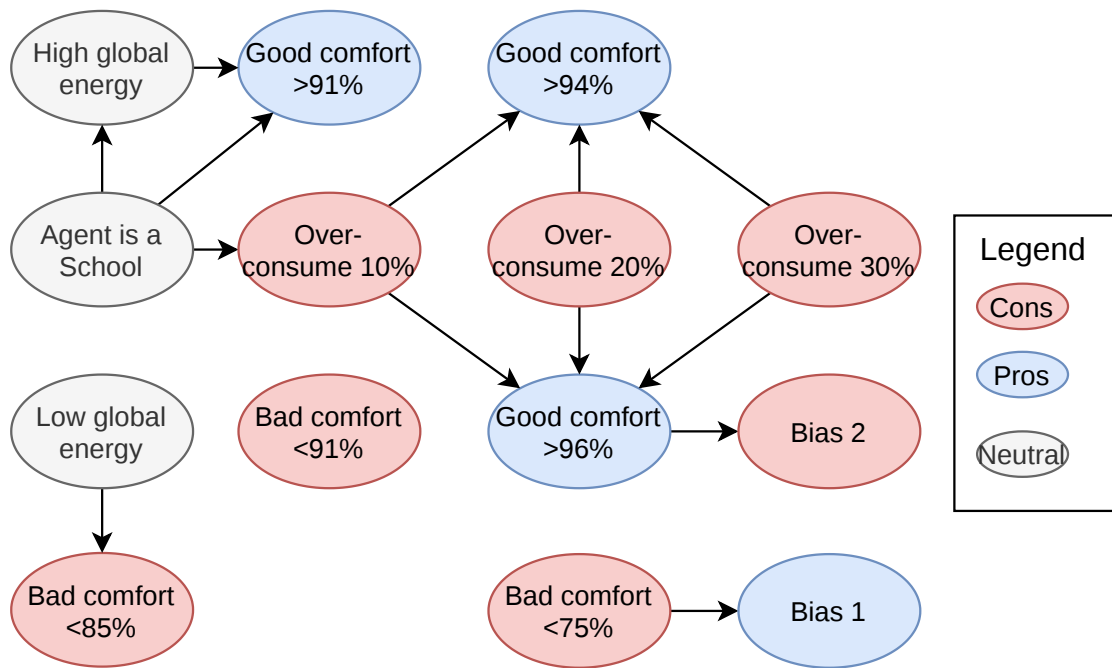 High global
energy
Good comfort
>91%
Good comfort
>94%
Agent is a
School
Over-
consume 10%
Over-
consume 20%
Over-
consume 30%
Legend
Cons
Pros
Neutral
Low global
energy
Bad comfort
<91%
Good comfort
>96%
Bias 2
Bad comfort
<85%
Bad comfort
<75%
Bias 1